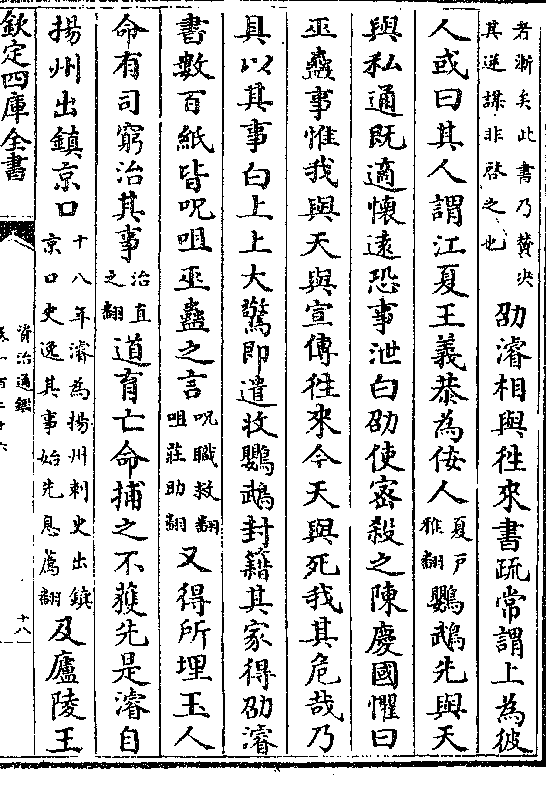 者漸矣此書乃贊决
其逆謀非啓之也
劭濬相與往來書疏常謂上為彼
人或曰其人謂江夏王義恭為佞人
夏戸
雅翻
鸚鵡先與天
與私通既適懷遠恐事泄白劭使密殺之陳慶國懼曰
巫蠱事惟我與天與宣傳徃來今天與死我其危哉乃
具以其事白上上大驚即遣收鸚鵡封籍其家得劭濬
書數百紙皆呪咀巫蠱之言
呪職救翻
咀莊助翻
又得所埋玉人
命有司窮治其事
治直
之翻
道育亡命捕之不獲先是濬自
揚州出鎮京口
十八年濬為揚州刺史出鎮
京口史逸其事始先息薦翻
及廬陵王
欽定四庫全書
資治通鑑
卷一百二十六
十八